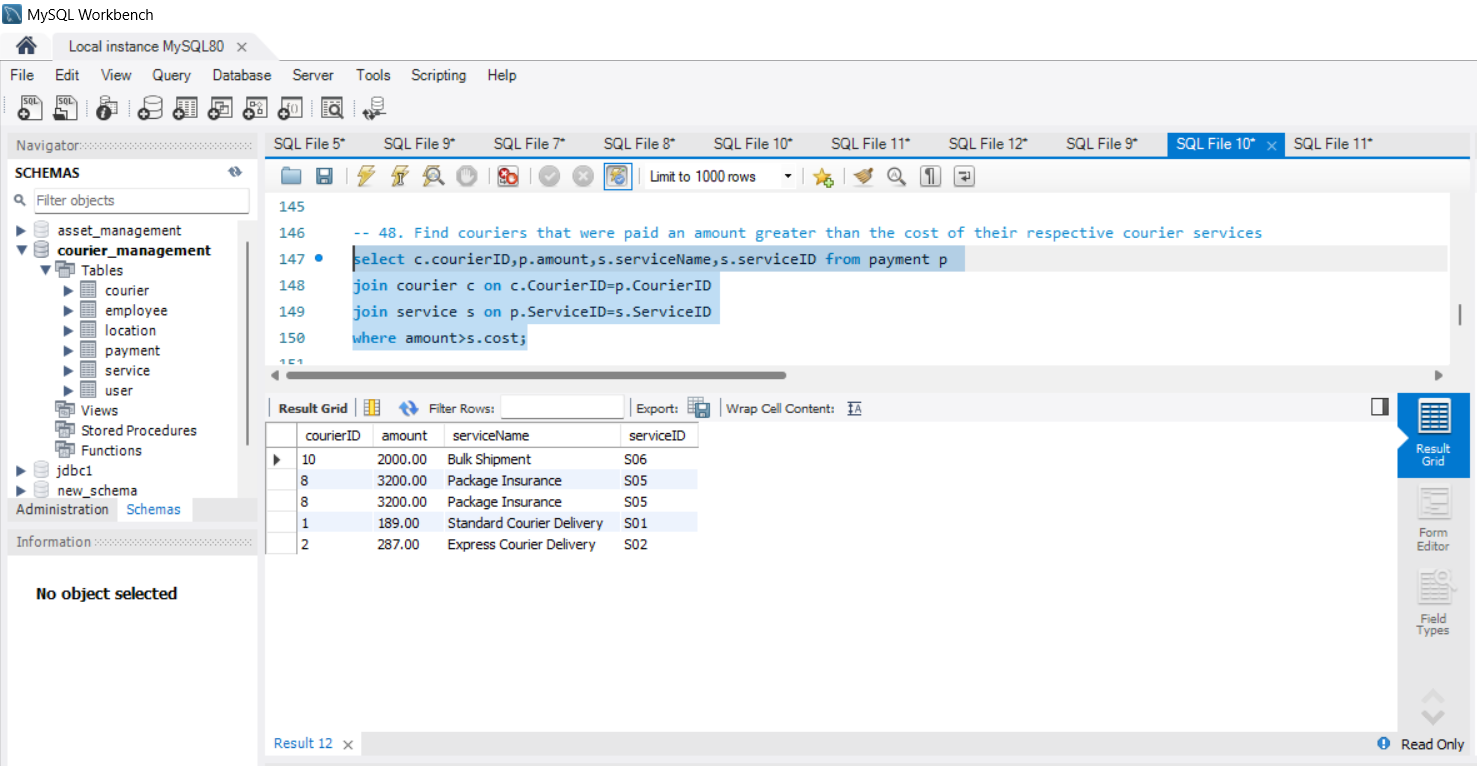 MySQL Workbench
Local instance MySQL80
File Edit View Query Database Server Tools Scripting Help
Navigator
SCHEMAS
Filter objects
asset_management
courier_management
Tables
courier
employee
location
payment
service
user
Views
Stored Procedures
Functions
jdbc1
new_schema
Administration Schemas
Information
No object selected
SQL File 5* SQL File 9* SQL File 7* SQL File 8* SQL File 10* SQL File 11* SQL File 12* SQL File 9* SQL File 10* SQL File 11*
Limit to 1000 rows
145
146 -- 48. Find couriers that were paid an amount greater than the cost of their respective courier services
147 select c.courierID,p.amount,s.serviceName,s.serviceID from payment p
148 join courier c on c.CourierID=p.CourierID
149 join service s on p.ServiceID=s.ServiceID
150 where amount>s.cost;
151
Result Grid Filter Rows: Export: Wrap Cell Content:
courierID amount serviceName serviceID
10 2000.00 Bulk Shipment S06
8 3200.00 Package Insurance S05
8 3200.00 Package Insurance S05
1 189.00 Standard Courier Delivery S01
2 287.00 Express Courier Delivery S02
Result
Grid
Form
Editor
Field
Types
Result 12
Read Only